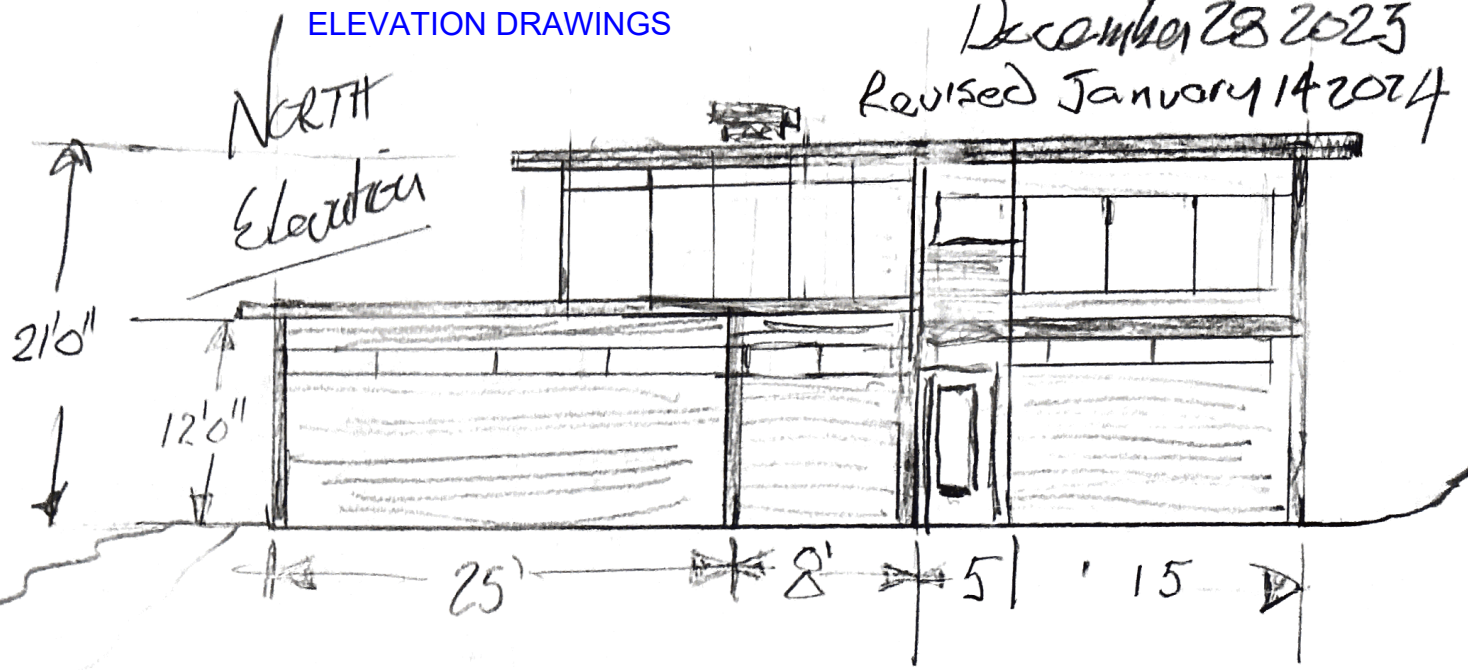 ELEVATION DRAWINGS
December 28 2023
Revised January 14 2024
NORTH
Elevation
21'0"
12'0"
25' 8' 5 15